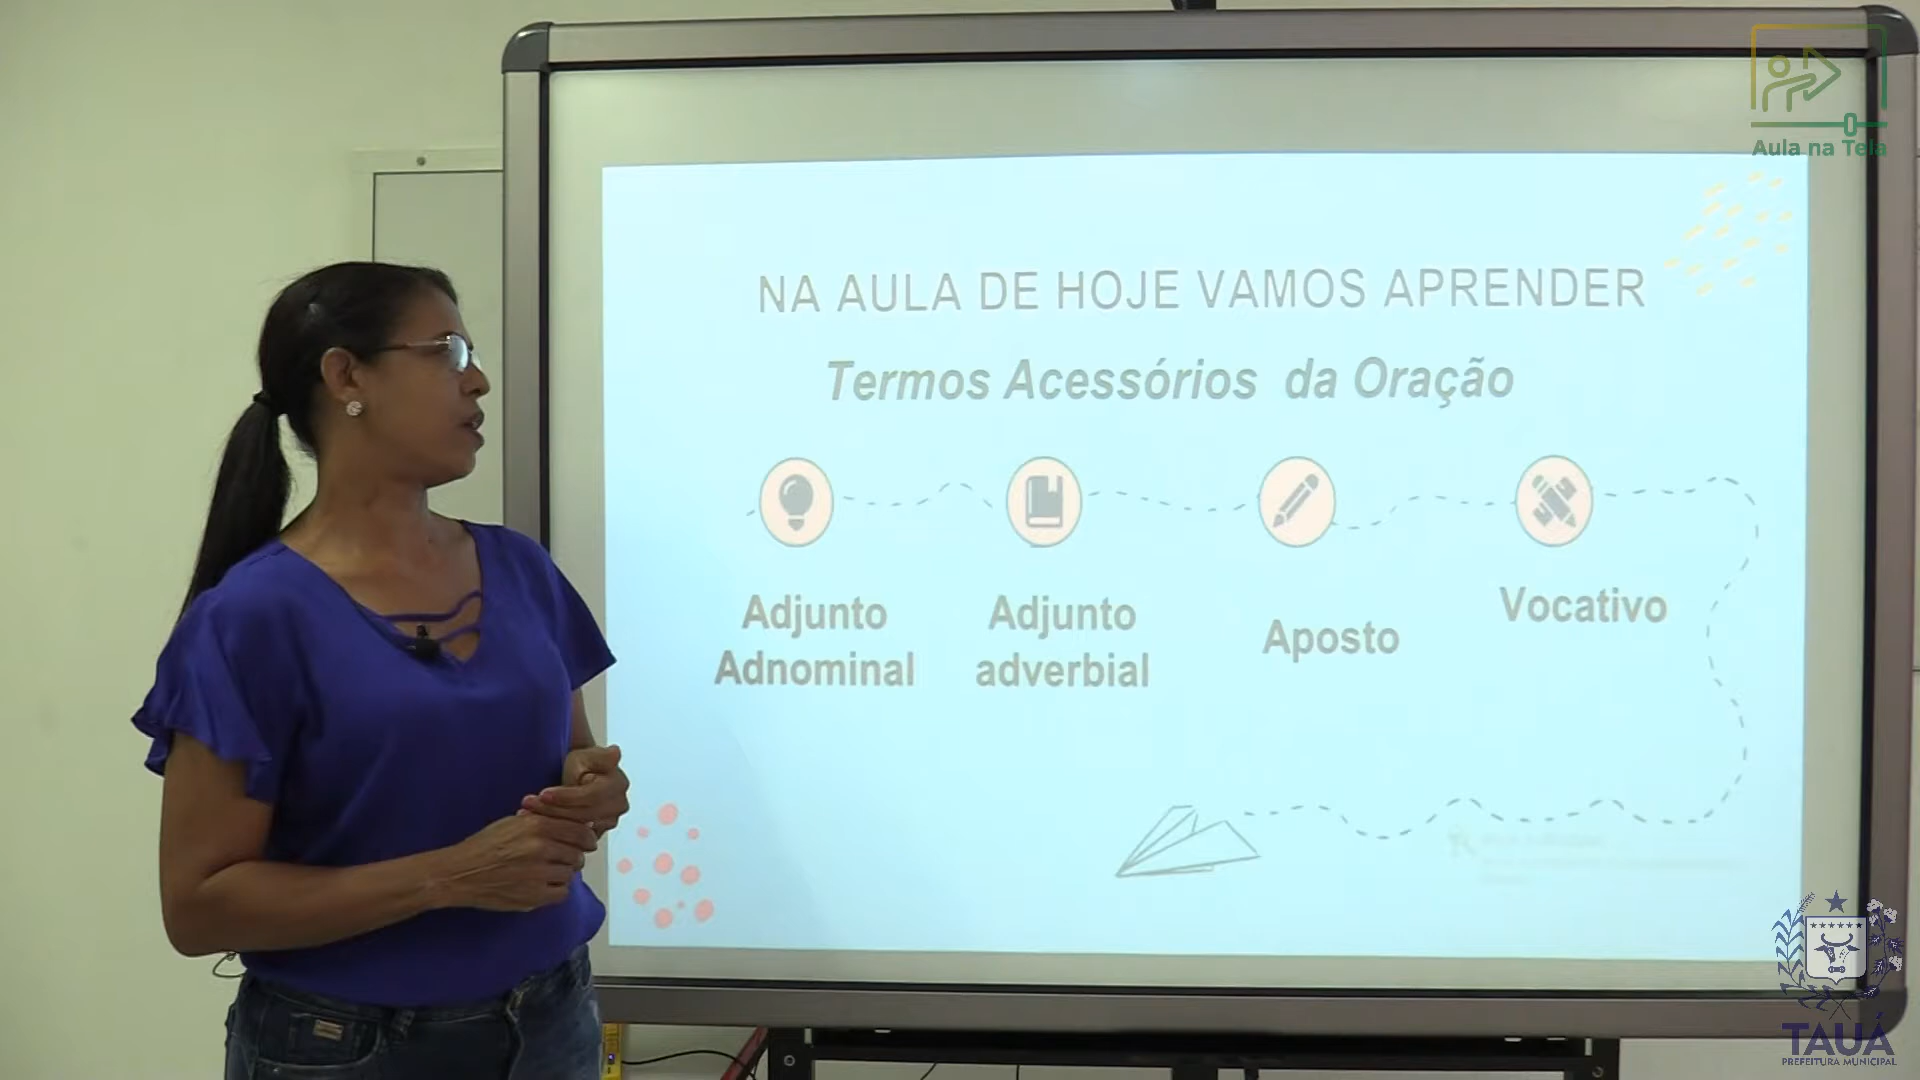 Aula na Tela
NA AULA DE HOJE VAMOS APRENDER
Termos Acessórios da Oração
Adjunto
Adnominal
Adjunto
adverbial
Aposto
Vocativo
TAUÁ
PREFEITURA MUNICIPAL